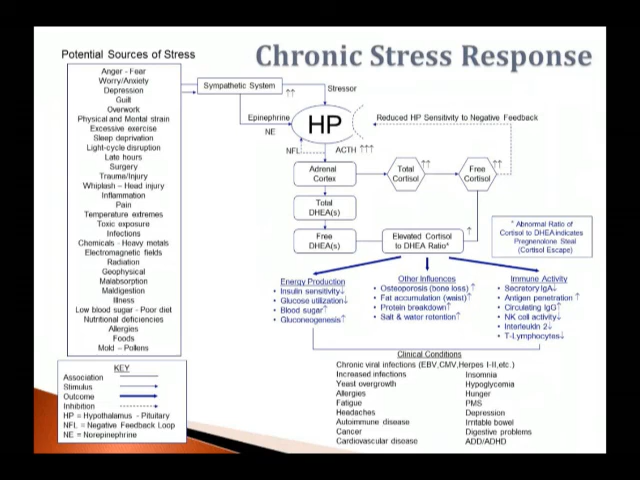 Potential Sources of Stress
Chronic Stress Response
Anger - Fear
Worry/Anxiety
Depression
Guilt
Overwork
Physical and Mental strain
Excessive exercise
Sleep deprivation
Light-cycle disruption
Late hours
Surgery
Trauma/Injury
Whiplash – Head injury
Inflammation
Pain
Temperature extremes
Toxic exposure
Infections
Chemicals - Heavy metals
Electromagnetic fields
Radiation
Geophysical
Malabsorption
Maldigestion
Illness
Low blood sugar - Poor diet
Nutritional deficiencies
Allergies
Foods
Mold – Pollens
KEY
Association
Stimulus
Outcome
Inhibition
HP = Hypothalamus - Pituitary
NFL = Negative Feedback Loop
NE = Norepinephrine
Sympathetic System
↑↑
Stressor
Epinephrine
NE
HP
Reduced HP Sensitivity to Negative Feedback
NFL
ACTH ↑↑↑
Adrenal
Cortex
Total
Cortisol
↑↑
Free
Cortisol
↑↑
Total
DHEA(s)
Free
DHEA(s)
Elevated Cortisol
to DHEA Ratio*
↑
* Abnormal Ratio of
Cortisol to DHEA indicates
Pregnenolone Steal
(Cortisol Escape)
Energy Production
• Insulin sensitivity↓
• Glucose utilization↓
• Blood sugar↑
• Gluconeogenesis↑
Other Influences
• Osteoporosis (bone loss)↑
• Fat accumulation (waist)↑
• Protein breakdown↑
• Salt & water retention↑
Immune Activity
• Secretory IgA↓
• Antigen penetration↑
• Circulating IgG↑
• NK cell activity↓
• Interleukin 2↓
• T-Lymphocytes↓
Clinical Conditions
Chronic viral infections (EBV,CMV,Herpes I-II,etc.)
Increased infections
Yeast overgrowth
Allergies
Fatigue
Headaches
Autoimmune disease
Cancer
Cardiovascular disease
Insomnia
Hypoglycemia
Hunger
PMS
Depression
Irritable bowel
Digestive problems
ADD/ADHD